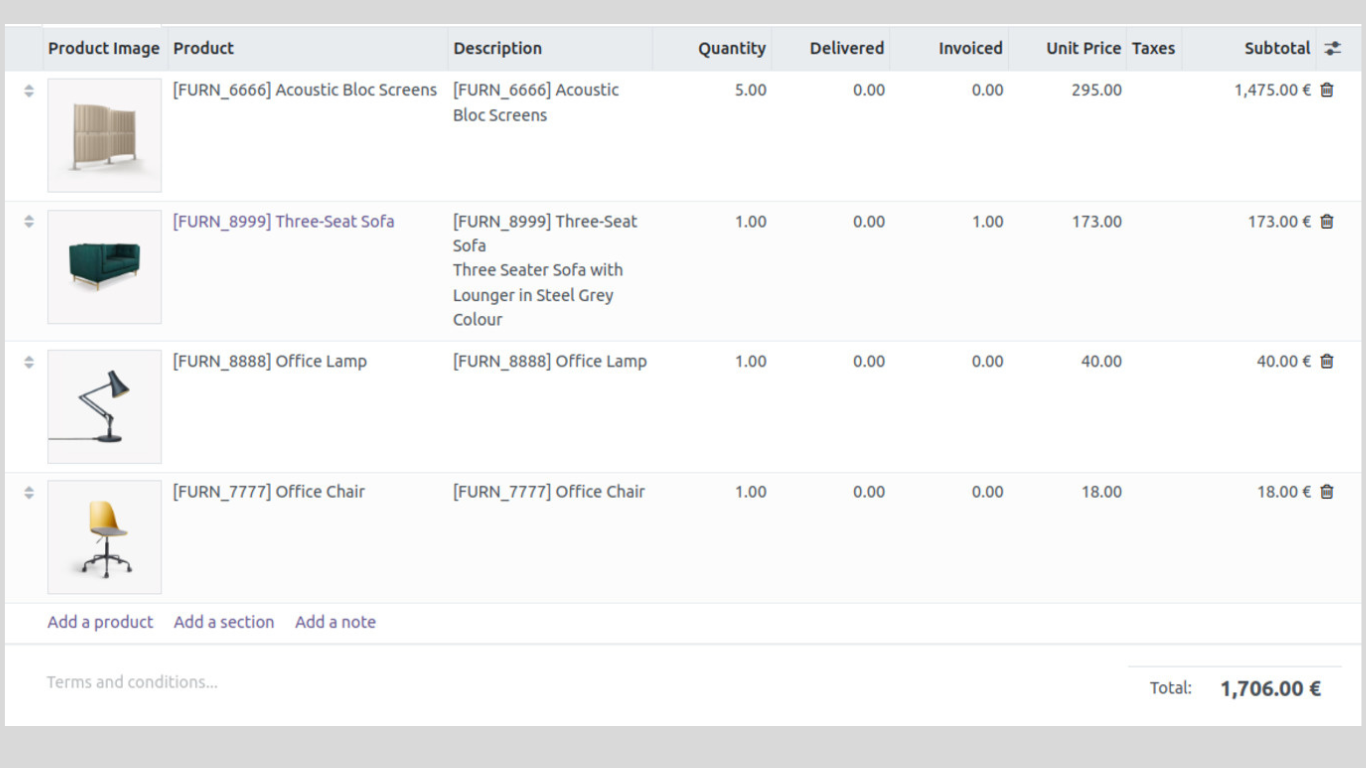 Product Image Product Description Quantity Delivered Invoiced Unit Price Taxes Subtotal
[FURN_6666] Acoustic Bloc Screens [FURN_6666] Acoustic 5.00 0.00 0.00 295.00 1,475.00 €
Bloc Screens
[FURN_8999] Three-Seat Sofa [FURN_8999] Three-Seat 1.00 0.00 1.00 173.00 173.00 €
Sofa
Three Seater Sofa with
Lounger in Steel Grey
Colour
[FURN_8888] Office Lamp [FURN_8888] Office Lamp 1.00 0.00 0.00 40.00 40.00 €
[FURN_7777] Office Chair [FURN_7777] Office Chair 1.00 0.00 0.00 18.00 18.00 €
Add a product Add a section Add a note
Terms and conditions...
Total: 1,706.00 €